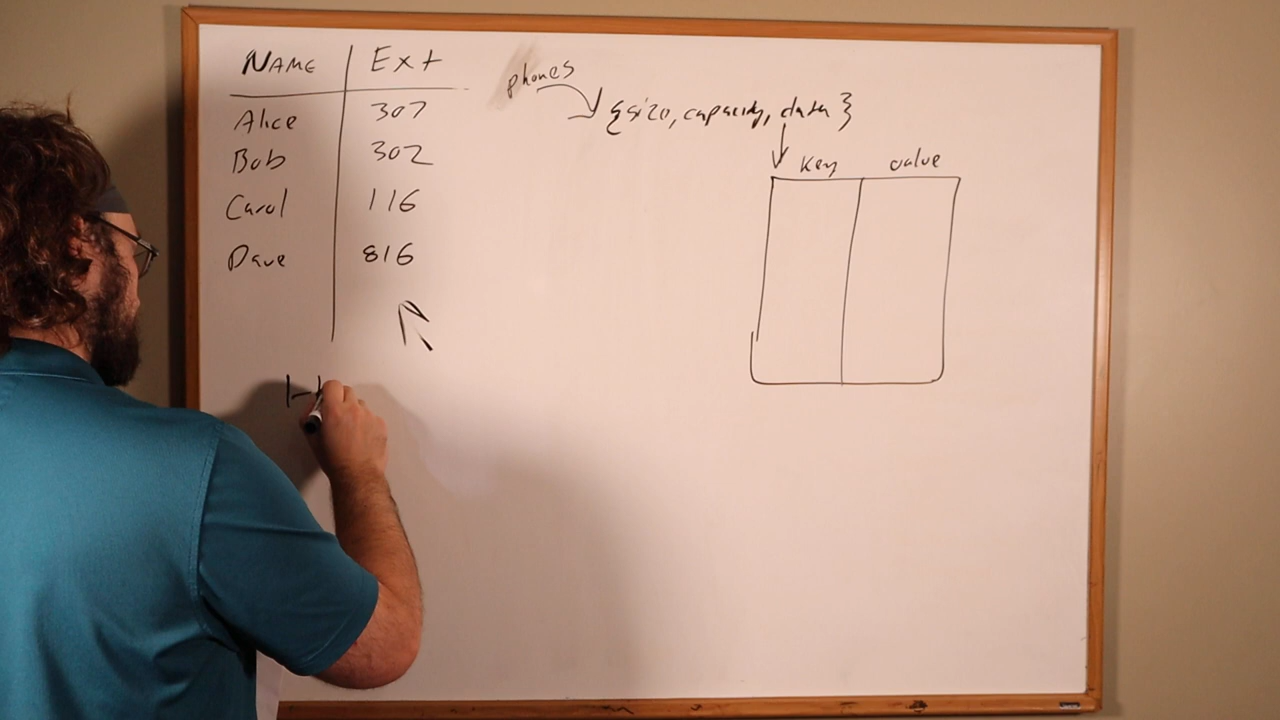 NAME Ext
Alice 307
Bob 302
Carol 116
Dave 816
phones
{size, capacity, data}
Key value